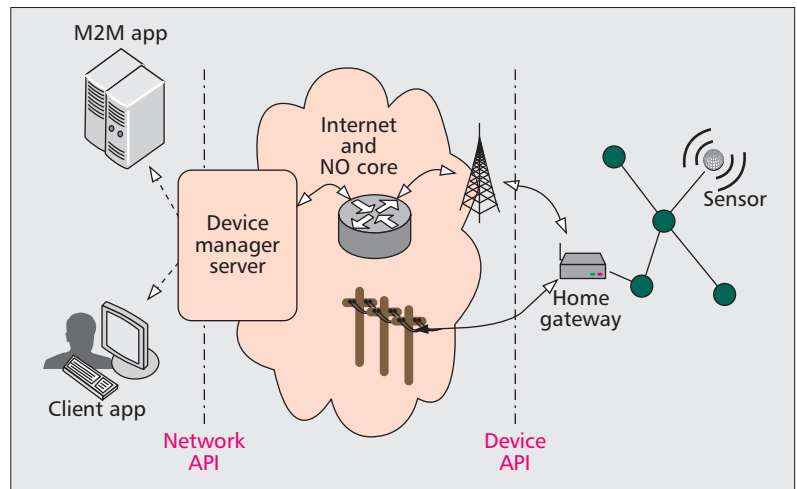 M2M app
Internet
and
NO core
Device
manager
server
Sensor
Home
gateway
Client app
Network
API
Device
API